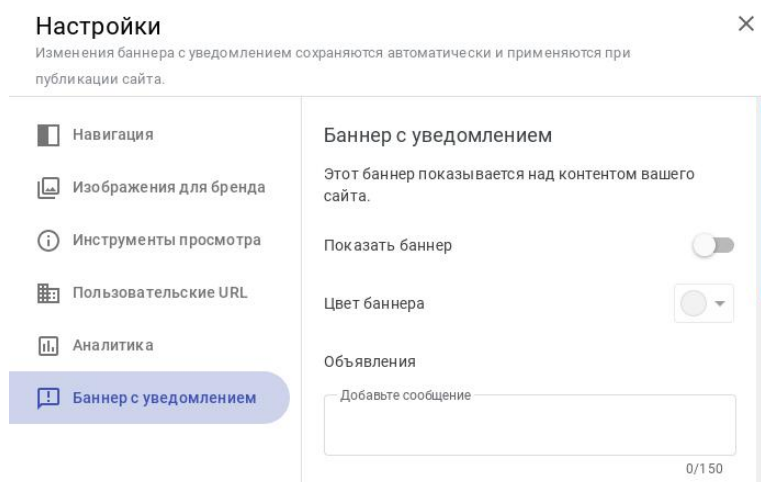 Настройки
Изменения баннера с уведомлением сохраняются автоматически и применяются при
публикации сайта.
Навигация
Изображения для бренда
Инструменты просмотра
Пользовательские URL
Аналитика
Баннер с уведомлением
Баннер с уведомлением
Этот баннер показывается над контентом вашего
сайта.
Показать баннер
Цвет баннера
Объявления
Добавьте сообщение
0/150